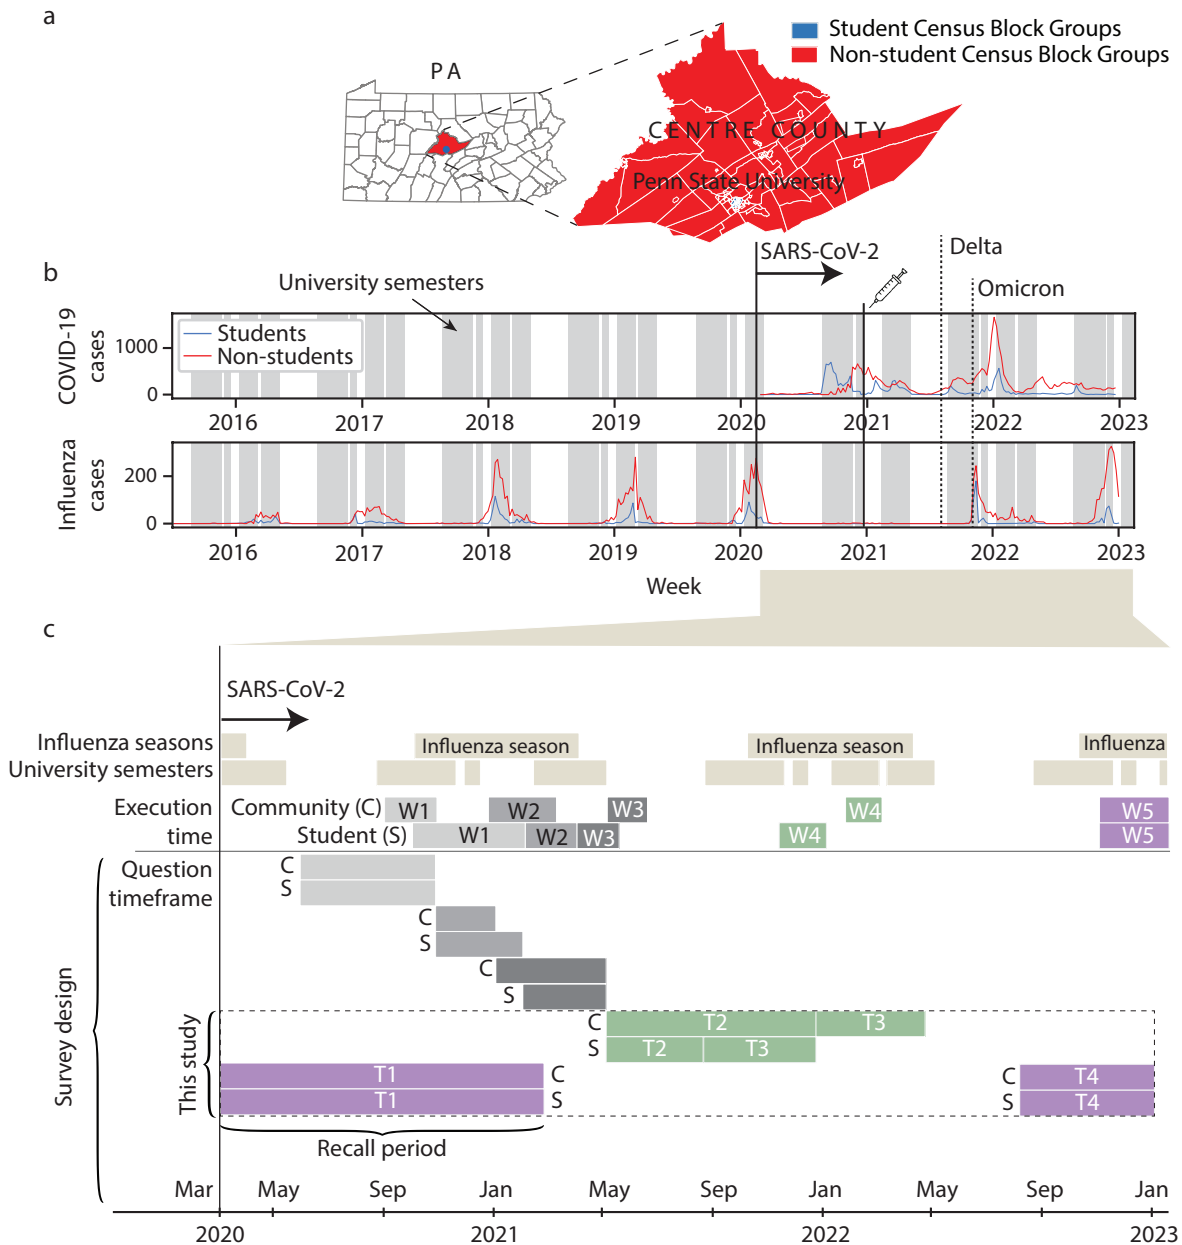 a
Student Census Block Groups
Non-student Census Block Groups
PA
CENTRE COUNTY
Penn State University
b
SARS-CoV-2
Delta
Omicron
University semesters
COVID-19
cases
Students
Non-students
1000
0
2016
2017
2018
2019
2020
2021
2022
2023
Influenza
cases
200
0
2016
2017
2018
2019
2020
2021
2022
2023
Week
c
SARS-CoV-2
Influenza seasons
Influenza season
Influenza season
Influenza
University semesters
Execution
time
Community (C)
W1
W2
W3
W4
W5
Student (S)
W1
W2
W3
W4
W5
Survey design
Question
timeframe
C
S
C
S
C
S
This study
C
T2
T3
S
T2
T3
T1
C
C
T4
T1
S
S
T4
Recall period
Mar
May
Sep
Jan
May
Sep
Jan
May
Sep
Jan
2020
2021
2022
2023